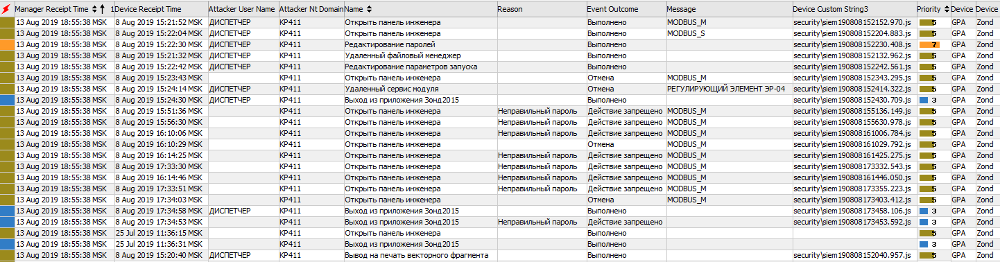 Manager Receipt Time 1 Device Receipt Time Attacker User Name Attacker Nt Domain Name Reason Event Outcome Message Device Custom String3 Priority Device Device
13 Aug 2019 18:55:38 MSK 8 Aug 2019 15:21:52 MSK ДИСПЕТЧЕР KP411 Открыть панель инженера Выполнено MODBUS_M security\siem190808152152.970.js 5 GPA Zond
13 Aug 2019 18:55:38 MSK 8 Aug 2019 15:22:04 MSK ДИСПЕТЧЕР KP411 Открыть панель инженера Выполнено MODBUS_S security\siem190808152204.883.js 5 GPA Zond
13 Aug 2019 18:55:38 MSK 8 Aug 2019 15:22:30 MSK ДИСПЕТЧЕР KP411 Редактирование паролей Выполнено security\siem190808152230.408.js 7 GPA Zond
13 Aug 2019 18:55:38 MSK 8 Aug 2019 15:21:32 MSK ДИСПЕТЧЕР KP411 Удаленный файловый менеджер Выполнено security\siem190808152132.962.js 5 GPA Zond
13 Aug 2019 18:55:38 MSK 8 Aug 2019 15:22:42 MSK ДИСПЕТЧЕР KP411 Редактирование параметров запуска Выполнено security\siem190808152242.561.js 5 GPA Zond
13 Aug 2019 18:55:38 MSK 8 Aug 2019 15:23:43 MSK KP411 Открыть панель инженера Отмена MODBUS_M security\siem190808152343.295.js 5 GPA Zond
13 Aug 2019 18:55:38 MSK 8 Aug 2019 15:24:14 MSK ДИСПЕТЧЕР KP411 Удаленный сервис модуля Отмена РЕГУЛИРУЮЩИЙ ЭЛЕМЕНТ ЭР-04 security\siem190808152414.322.js 5 GPA Zond
13 Aug 2019 18:55:38 MSK 8 Aug 2019 15:24:30 MSK ДИСПЕТЧЕР KP411 Выход из приложения Зонд2015 Выполнено security\siem190808152430.709.js 3 GPA Zond
13 Aug 2019 18:55:38 MSK 8 Aug 2019 15:51:36 MSK KP411 Открыть панель инженера Неправильный пароль Действие запрещено MODBUS_M security\siem190808155136.149.js 5 GPA Zond
13 Aug 2019 18:55:38 MSK 8 Aug 2019 15:56:30 MSK KP411 Открыть панель инженера Неправильный пароль Действие запрещено MODBUS_M security\siem190808155630.978.js 5 GPA Zond
13 Aug 2019 18:55:38 MSK 8 Aug 2019 16:10:06 MSK KP411 Открыть панель инженера Неправильный пароль Действие запрещено MODBUS_M security\siem190808161006.784.js 5 GPA Zond
13 Aug 2019 18:55:38 MSK 8 Aug 2019 16:10:29 MSK KP411 Открыть панель инженера Отмена MODBUS_M security\siem190808161029.792.js 5 GPA Zond
13 Aug 2019 18:55:38 MSK 8 Aug 2019 16:14:25 MSK KP411 Открыть панель инженера Неправильный пароль Действие запрещено MODBUS_M security\siem190808161425.275.js 5 GPA Zond
13 Aug 2019 18:55:38 MSK 8 Aug 2019 17:33:30 MSK KP411 Открыть панель инженера Неправильный пароль Действие запрещено MODBUS_M security\siem190808173332.543.js 5 GPA Zond
13 Aug 2019 18:55:38 MSK 8 Aug 2019 16:14:46 MSK KP411 Открыть панель инженера Неправильный пароль Действие запрещено MODBUS_M security\siem190808161446.050.js 5 GPA Zond
13 Aug 2019 18:55:38 MSK 8 Aug 2019 17:33:51 MSK KP411 Открыть панель инженера Неправильный пароль Действие запрещено MODBUS_M security\siem190808173355.223.js 5 GPA Zond
13 Aug 2019 18:55:38 MSK 8 Aug 2019 17:34:03 MSK KP411 Открыть панель инженера Отмена MODBUS_M security\siem190808173403.412.js 5 GPA Zond
13 Aug 2019 18:55:38 MSK 8 Aug 2019 17:34:58 MSK ДИСПЕТЧЕР KP411 Выход из приложения Зонд2015 Выполнено security\siem190808173458.106.js 3 GPA Zond
13 Aug 2019 18:55:38 MSK 8 Aug 2019 17:34:53 MSK KP411 Выход из приложения Зонд2015 Неправильный пароль Действие запрещено security\siem190808173453.592.js 3 GPA Zond
13 Aug 2019 18:55:38 MSK 25 Jul 2019 11:36:15 MSK KP411 Открыть панель инженера Выполнено 5 GPA Zond
13 Aug 2019 18:55:38 MSK 25 Jul 2019 11:36:31 MSK KP411 Выход из приложения Зонд2015 Выполнено 3 GPA Zond
13 Aug 2019 18:55:38 MSK 8 Aug 2019 15:20:40 MSK ДИСПЕТЧЕР KP411 Вывод на печать векторного фрагмента Выполнено security\siem190808152040.957.js 5 GPA Zond